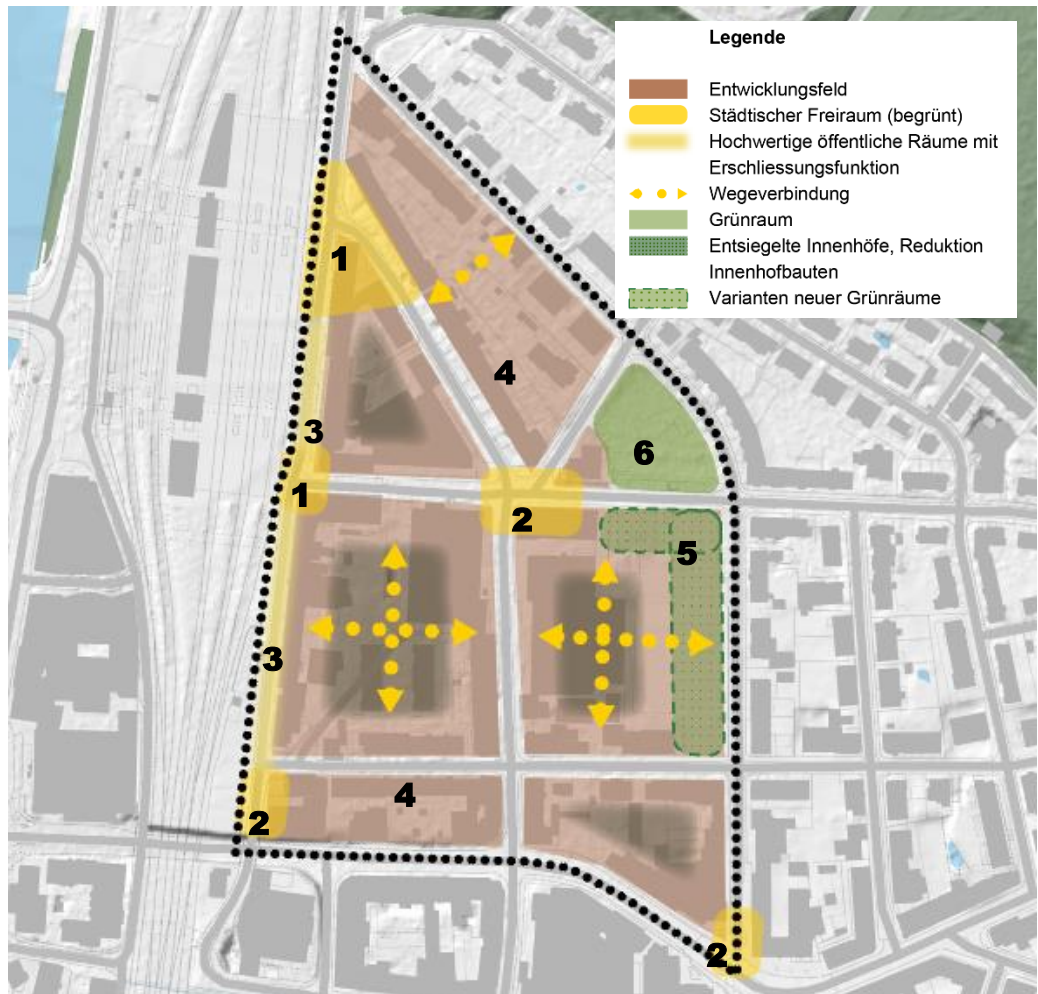 Legende
Entwicklungsfeld
Städtischer Freiraum (begrünt)
Hochwertige öffentliche Räume mit
Erschliessungsfunktion
Wegeverbindung
Grünraum
Entsiegelte Innenhöfe, Reduktion
Innenhofbauten
Varianten neuer Grünräume
1
4
3
6
1
2
5
3
4
2
2